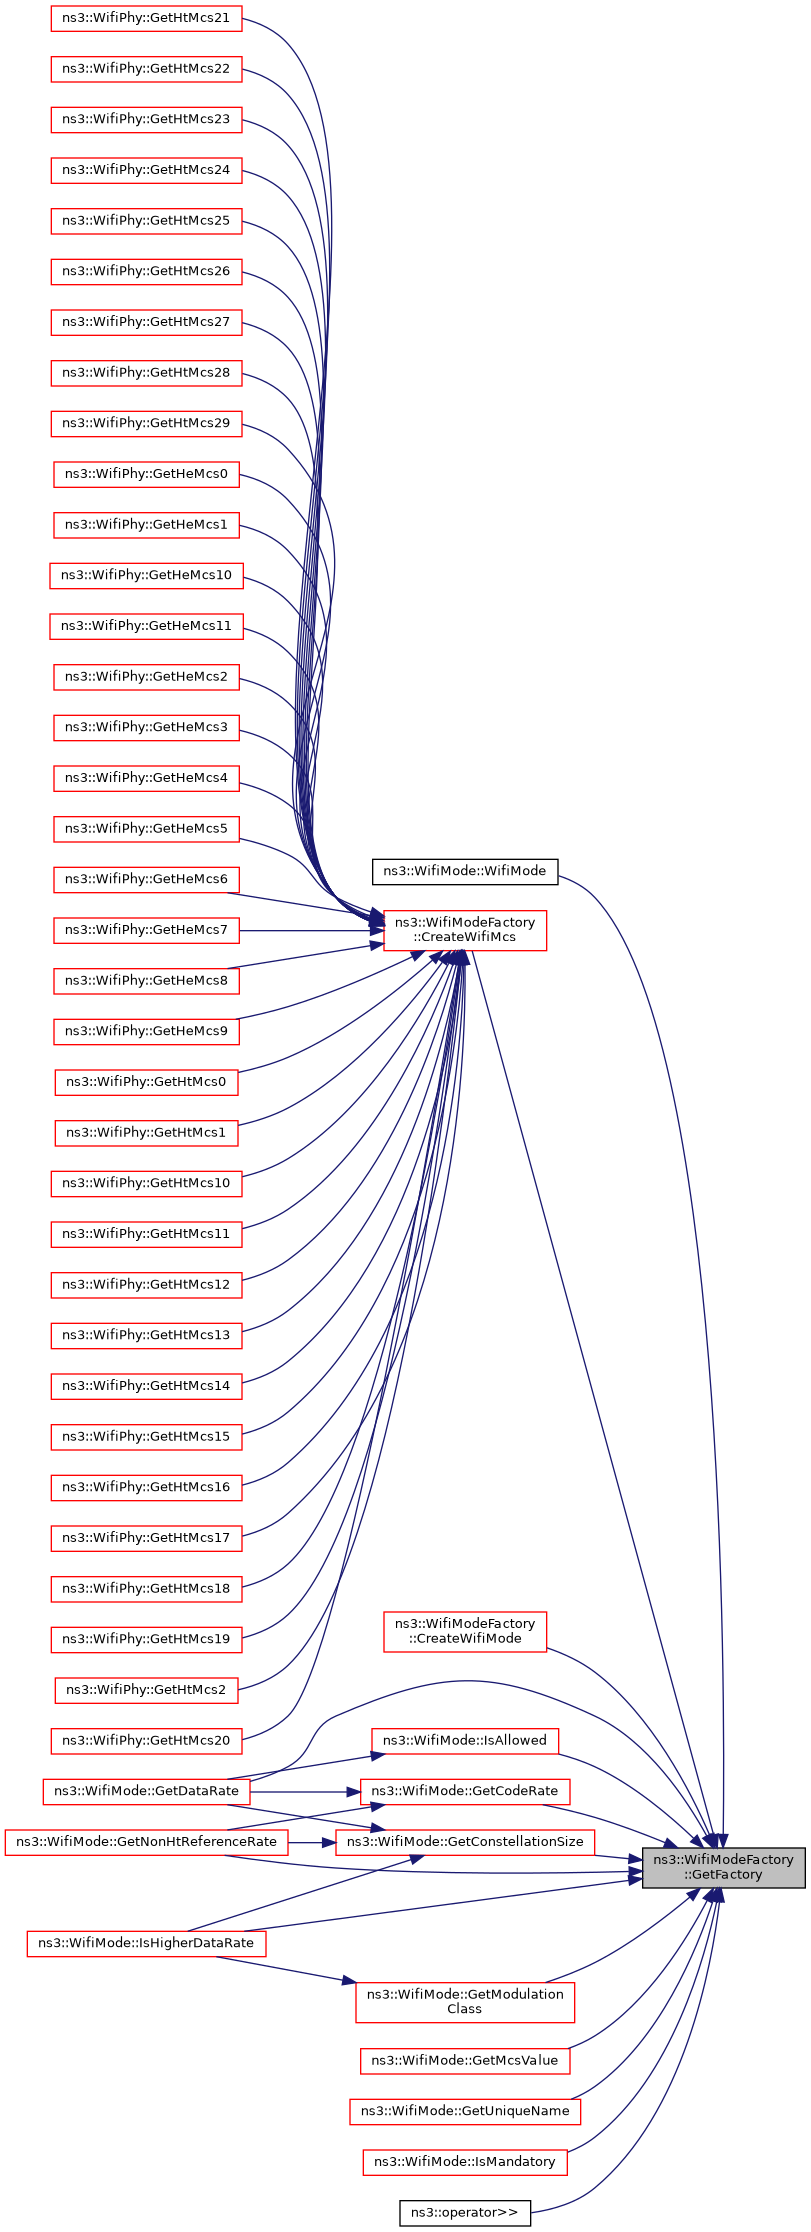 ns3::WifiPhy::GetHtMcs21
ns3::WifiPhy::GetHtMcs22
ns3::WifiPhy::GetHtMcs23
ns3::WifiPhy::GetHtMcs24
ns3::WifiPhy::GetHtMcs25
ns3::WifiPhy::GetHtMcs26
ns3::WifiPhy::GetHtMcs27
ns3::WifiPhy::GetHtMcs28
ns3::WifiPhy::GetHtMcs29
ns3::WifiPhy::GetHeMcs0
ns3::WifiPhy::GetHeMcs1
ns3::WifiPhy::GetHeMcs10
ns3::WifiPhy::GetHeMcs11
ns3::WifiPhy::GetHeMcs2
ns3::WifiPhy::GetHeMcs3
ns3::WifiPhy::GetHeMcs4
ns3::WifiPhy::GetHeMcs5
ns3::WifiMode::WifiMode
ns3::WifiPhy::GetHeMcs6
ns3::WifiModeFactory
::CreateWifiMcs
ns3::WifiPhy::GetHeMcs7
ns3::WifiPhy::GetHeMcs8
ns3::WifiPhy::GetHeMcs9
ns3::WifiPhy::GetHtMcs0
ns3::WifiPhy::GetHtMcs1
ns3::WifiPhy::GetHtMcs10
ns3::WifiPhy::GetHtMcs11
ns3::WifiPhy::GetHtMcs12
ns3::WifiPhy::GetHtMcs13
ns3::WifiPhy::GetHtMcs14
ns3::WifiPhy::GetHtMcs15
ns3::WifiPhy::GetHtMcs16
ns3::WifiPhy::GetHtMcs17
ns3::WifiPhy::GetHtMcs18
ns3::WifiPhy::GetHtMcs19
ns3::WifiModeFactory
::CreateWifiMode
ns3::WifiPhy::GetHtMcs2
ns3::WifiPhy::GetHtMcs20
ns3::WifiMode::IsAllowed
ns3::WifiMode::GetDataRate
ns3::WifiMode::GetCodeRate
ns3::WifiMode::GetNonHtReferenceRate
ns3::WifiMode::GetConstellationSize
ns3::WifiModeFactory
::GetFactory
ns3::WifiMode::IsHigherDataRate
ns3::WifiMode::GetModulation
Class
ns3::WifiMode::GetMcsValue
ns3::WifiMode::GetUniqueName
ns3::WifiMode::IsMandatory
ns3::operator>>